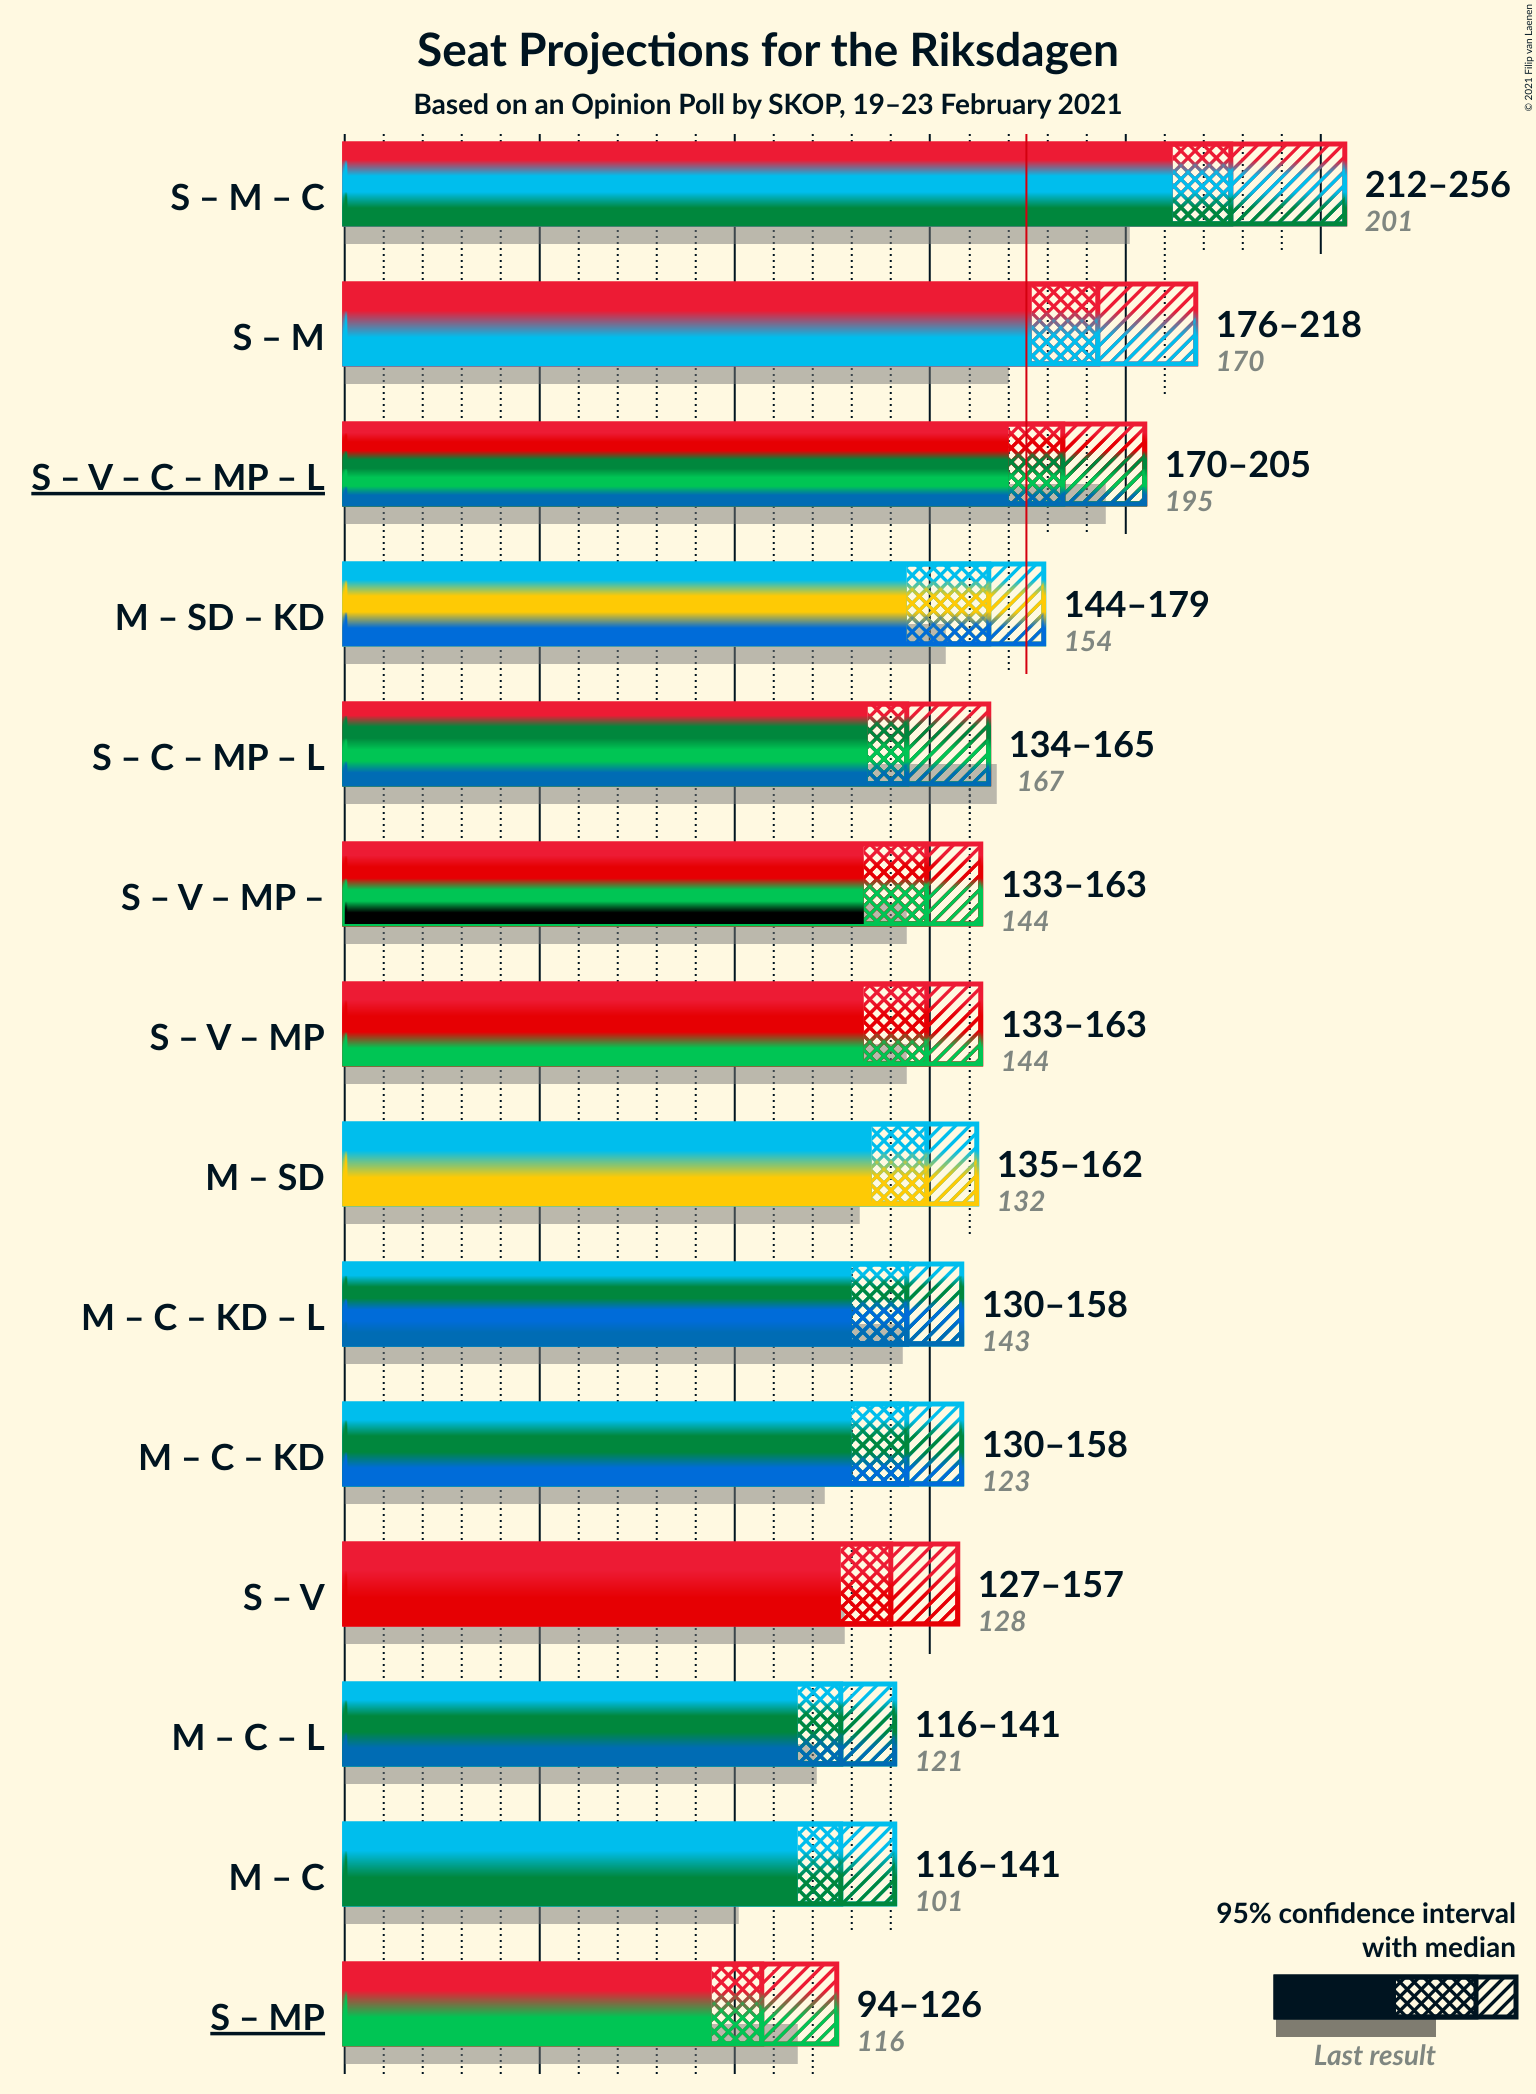 Seat Projections for the Riksdagen
Based on an Opinion Poll by SKOP, 19–23 February 2021
© 2021 Filip van Laenen
S – M – C
212–256
201
S – M
176–218
170
S – V – C – MP – L
170–205
195
M – SD – KD
144–179
154
S – C – MP – L
134–165
167
S – V – MP –
133–163
144
S – V – MP
133–163
144
M – SD
135–162
132
M – C – KD – L
130–158
143
M – C – KD
130–158
123
S – V
127–157
128
M – C – L
116–141
121
M – C
116–141
101
S – MP
94–126
116
95% confidence interval
with median
Last result